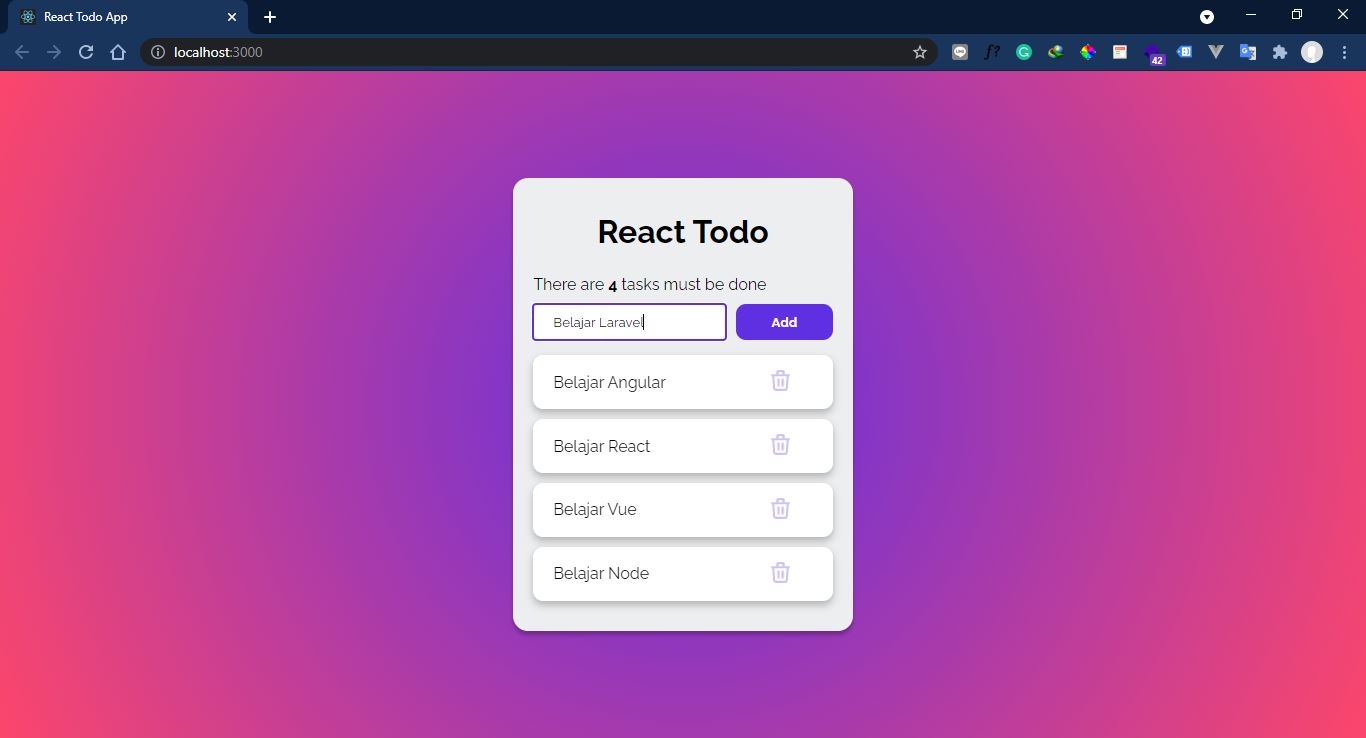 React Todo App
localhost:3000
f?
42
React Todo
There are 4 tasks must be done
Belajar Laravel
Add
Belajar Angular
Belajar React
Belajar Vue
Belajar Node